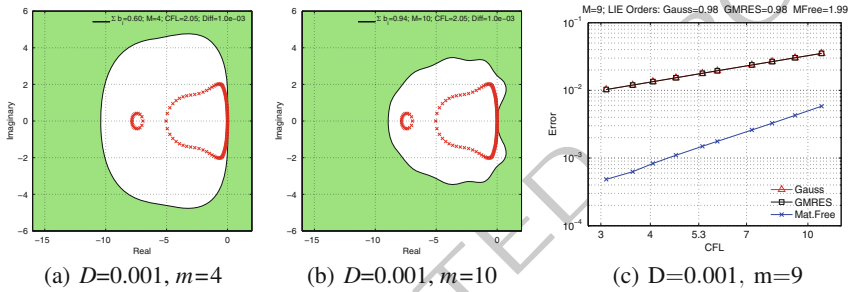 Σ b_i=0.60; M=4; CFL=2.05; Diff=1.0e-03
6
4
2
0
−2
−4
−6
Imaginary
−15
−10
−5
0
Real
(a) D=0.001, m=4
Σ b_i=0.94; M=10; CFL=2.05; Diff=1.0e-03
6
4
2
0
−2
−4
−6
Imaginary
−15
−10
−5
0
Real
(b) D=0.001, m=10
M=9; LIE Orders: Gauss=0.98 GMRES=0.98 MFree=1.99
10^−1
10^−2
10^−3
10^−4
Error
Gauss
GMRES
Mat.Free
3
4
5.3
7
10
CFL
(c) D=0.001, m=9